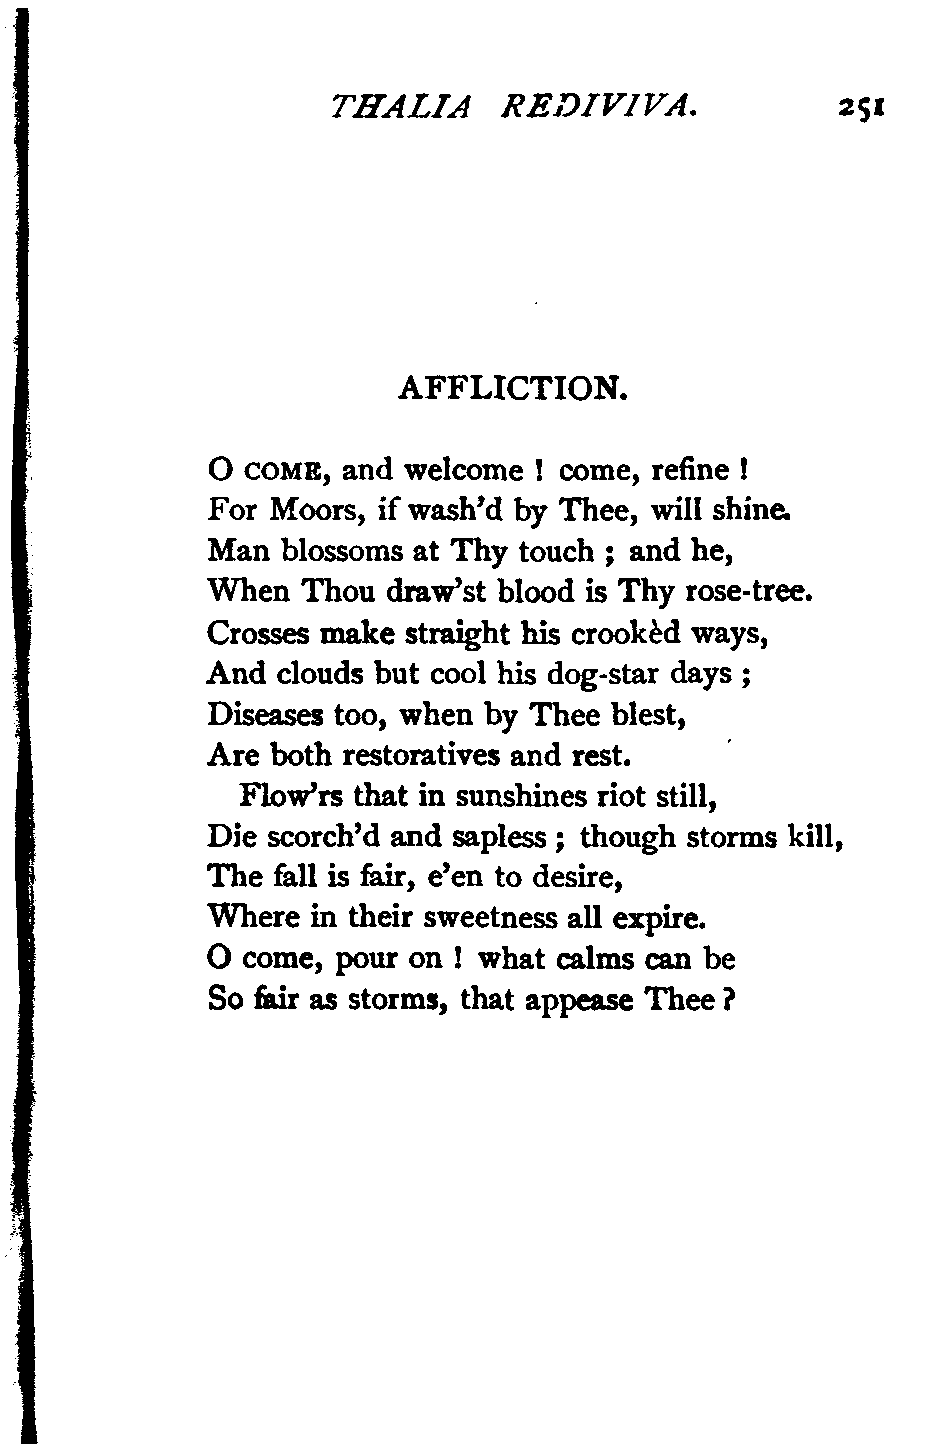 THALIA REDIVIVA. 251
AFFLICTION.
O COME, and welcome ! come, refine !
For Moors, if wash'd by Thee, will shine.
Man blossoms at Thy touch ; and he,
When Thou draw'st blood is Thy rose-tree.
Crosses make straight his crookèd ways,
And clouds but cool his dog-star days ;
Diseases too, when by Thee blest,
Are both restoratives and rest.
Flow'rs that in sunshines riot still,
Die scorch'd and sapless ; though storms kill,
The fall is fair, e'en to desire,
Where in their sweetness all expire.
O come, pour on ! what calms can be
So fair as storms, that appease Thee ?